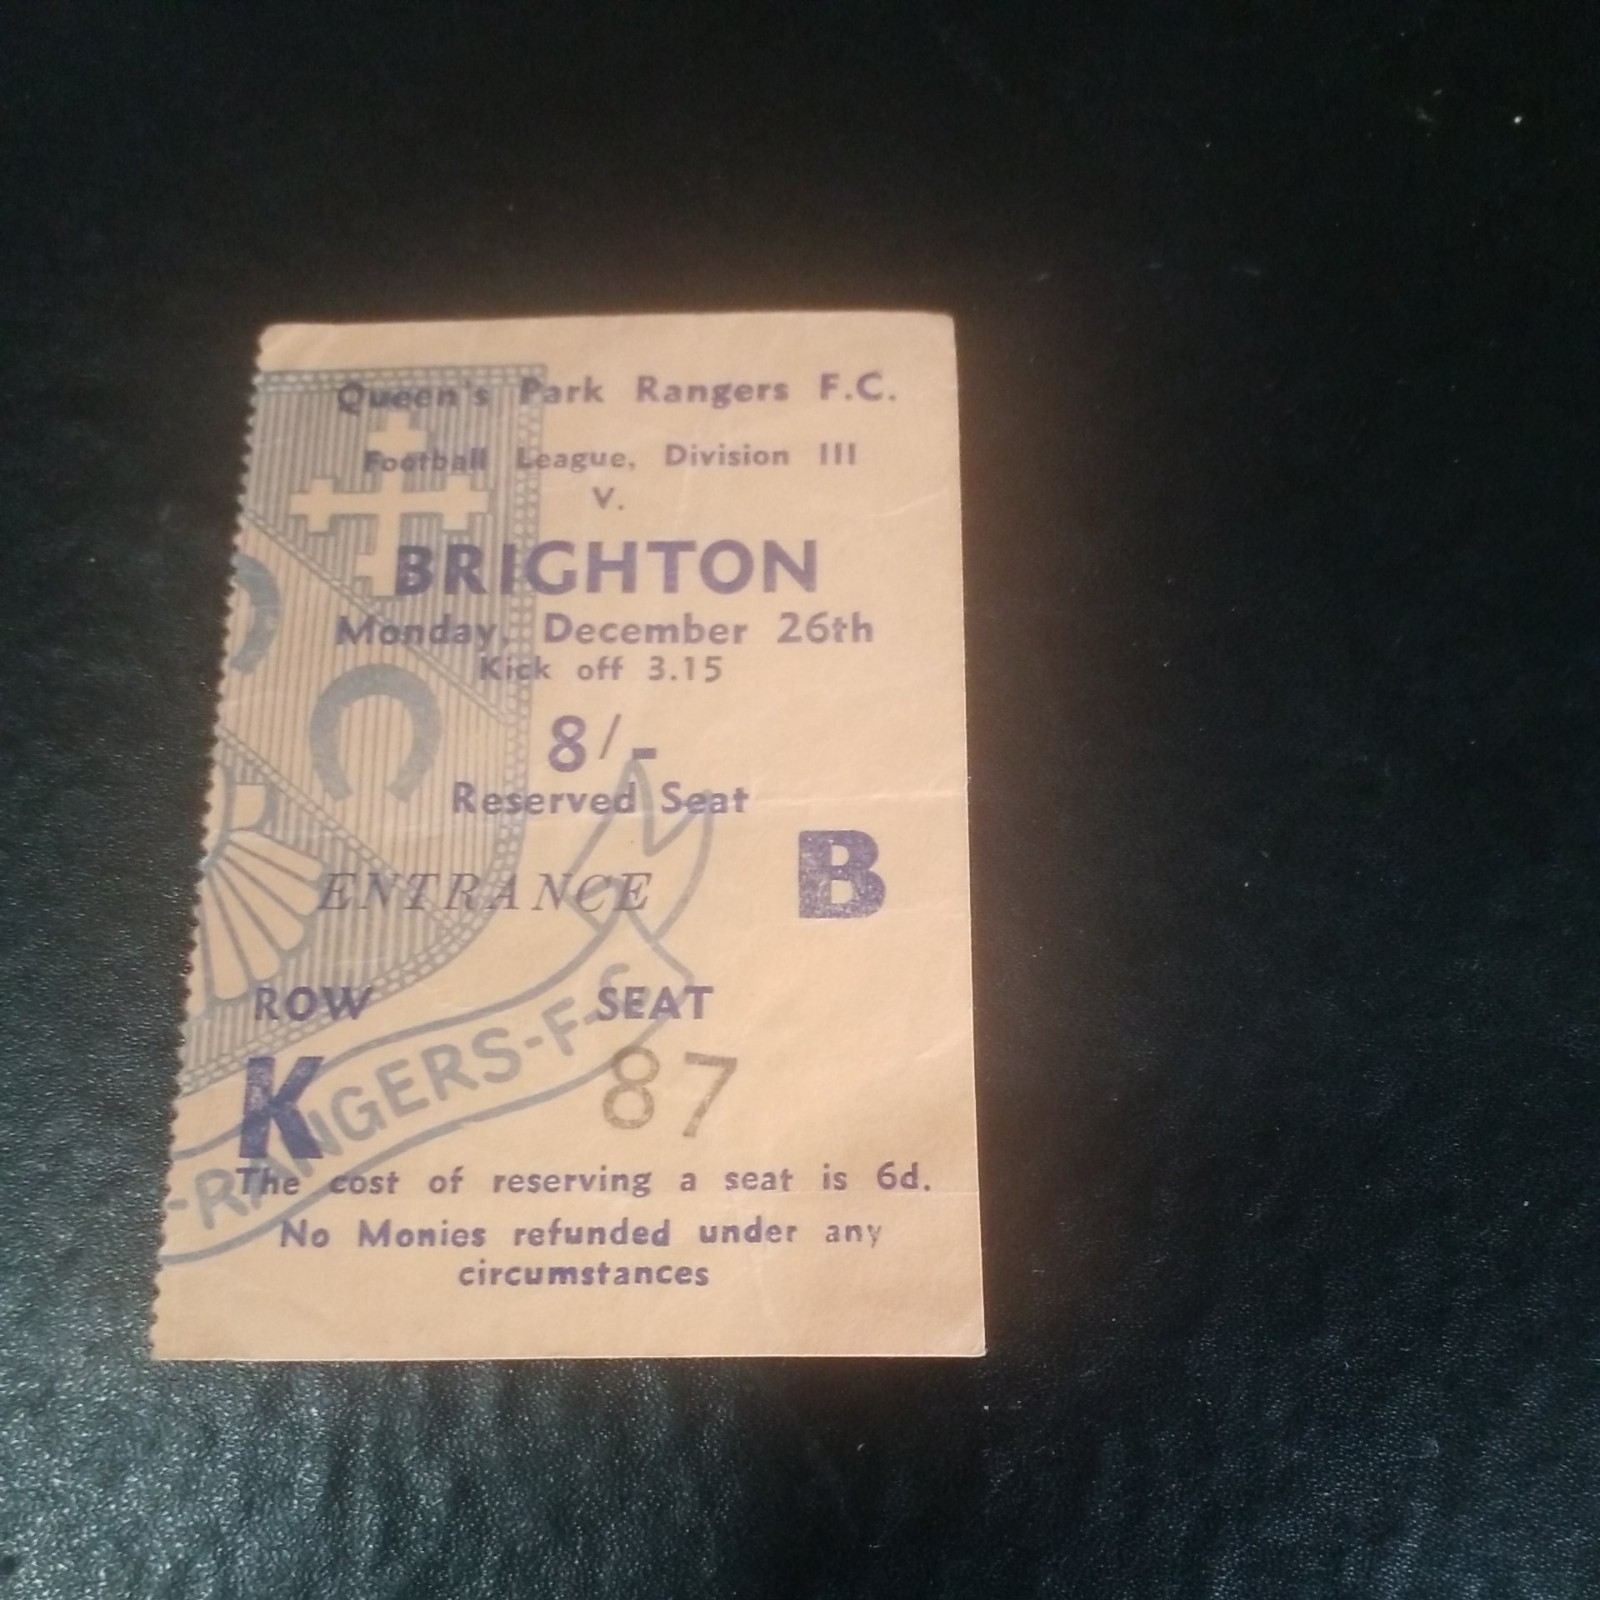 Queen's Park Rangers F.C.
Football League, Division III
V.
BRIGHTON
Monday, December 26th
Kick off 3.15
8/-
Reserved Seat
ENTRANCE B
ROW SEAT
K 87
-RANGERS-F.C.
The cost of reserving a seat is 6d.
No Monies refunded under any
circumstances